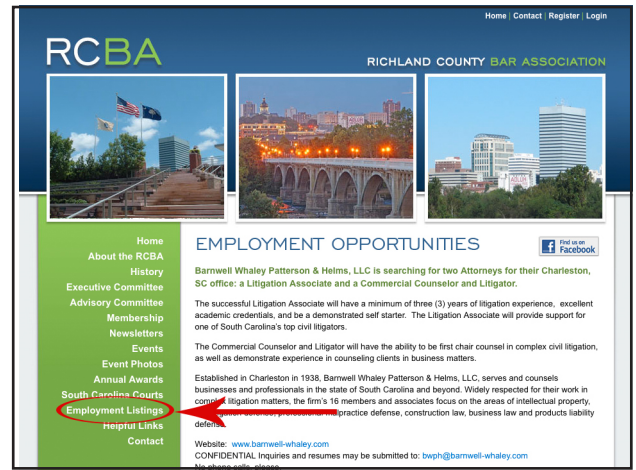 Home | Contact | Register | Login
RCBA
RICHLAND COUNTY BAR ASSOCIATION
Home
About the RCBA
History
Executive Committee
Advisory Committee
Membership
Newsletters
Events
Event Photos
Annual Awards
South Carolina Courts
Employment Listings
Helpful Links
Contact
EMPLOYMENT OPPORTUNITIES
Find us on
Facebook
Barnwell Whaley Patterson & Helms, LLC is searching for two Attorneys for their Charleston,
SC office: a Litigation Associate and a Commercial Counselor and Litigator.
The successful Litigation Associate will have a minimum of three (3) years of litigation experience, excellent
academic credentials, and be a demonstrated self starter. The Litigation Associate will provide support for
one of South Carolina's top civil litigators.
The Commercial Counselor and Litigator will have the ability to be first chair counsel in complex civil litigation,
as well as demonstrate experience in counseling clients in business matters.
Established in Charleston in 1938, Barnwell Whaley Patterson & Helms, LLC, serves and counsels
businesses and professionals in the state of South Carolina and beyond. Widely respected for their work in
complex litigation matters, the firm's 16 members and associates focus on the areas of intellectual property,
defense, professional malpractice defense, construction law, business law and products liability
defense.
Website: www.barnwell-whaley.com
CONFIDENTIAL Inquiries and resumes may be submitted to: bwph@barnwell-whaley.com
No phone calls, please.